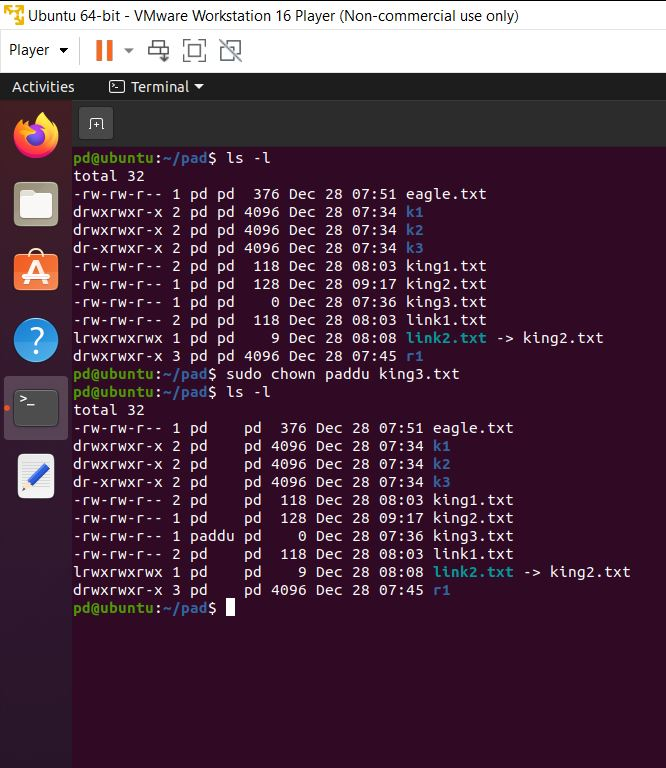 Ubuntu 64-bit - VMware Workstation 16 Player (Non-commercial use only)
Player
Activities Terminal
pd@ubuntu:~/pad$ ls -l
total 32
-rw-rw-r-- 1 pd pd  376 Dec 28 07:51 eagle.txt
drwxrwxr-x 2 pd pd 4096 Dec 28 07:34 k1
drwxrwxr-x 2 pd pd 4096 Dec 28 07:34 k2
dr-xrwxr-x 2 pd pd 4096 Dec 28 07:34 k3
-rw-rw-r-- 2 pd pd  118 Dec 28 08:03 king1.txt
-rw-rw-r-- 1 pd pd  128 Dec 28 09:17 king2.txt
-rw-rw-r-- 1 pd pd    0 Dec 28 07:36 king3.txt
-rw-rw-r-- 2 pd pd  118 Dec 28 08:03 link1.txt
lrwxrwxrwx 1 pd pd    9 Dec 28 08:08 link2.txt -> king2.txt
drwxrwxr-x 3 pd pd 4096 Dec 28 07:45 r1
pd@ubuntu:~/pad$ sudo chown paddu king3.txt
pd@ubuntu:~/pad$ ls -l
total 32
-rw-rw-r-- 1 pd    pd  376 Dec 28 07:51 eagle.txt
drwxrwxr-x 2 pd    pd 4096 Dec 28 07:34 k1
drwxrwxr-x 2 pd    pd 4096 Dec 28 07:34 k2
dr-xrwxr-x 2 pd    pd 4096 Dec 28 07:34 k3
-rw-rw-r-- 2 pd    pd  118 Dec 28 08:03 king1.txt
-rw-rw-r-- 1 pd    pd  128 Dec 28 09:17 king2.txt
-rw-rw-r-- 1 paddu pd    0 Dec 28 07:36 king3.txt
-rw-rw-r-- 2 pd    pd  118 Dec 28 08:03 link1.txt
lrwxrwxrwx 1 pd    pd    9 Dec 28 08:08 link2.txt -> king2.txt
drwxrwxr-x 3 pd    pd 4096 Dec 28 07:45 r1
pd@ubuntu:~/pad$